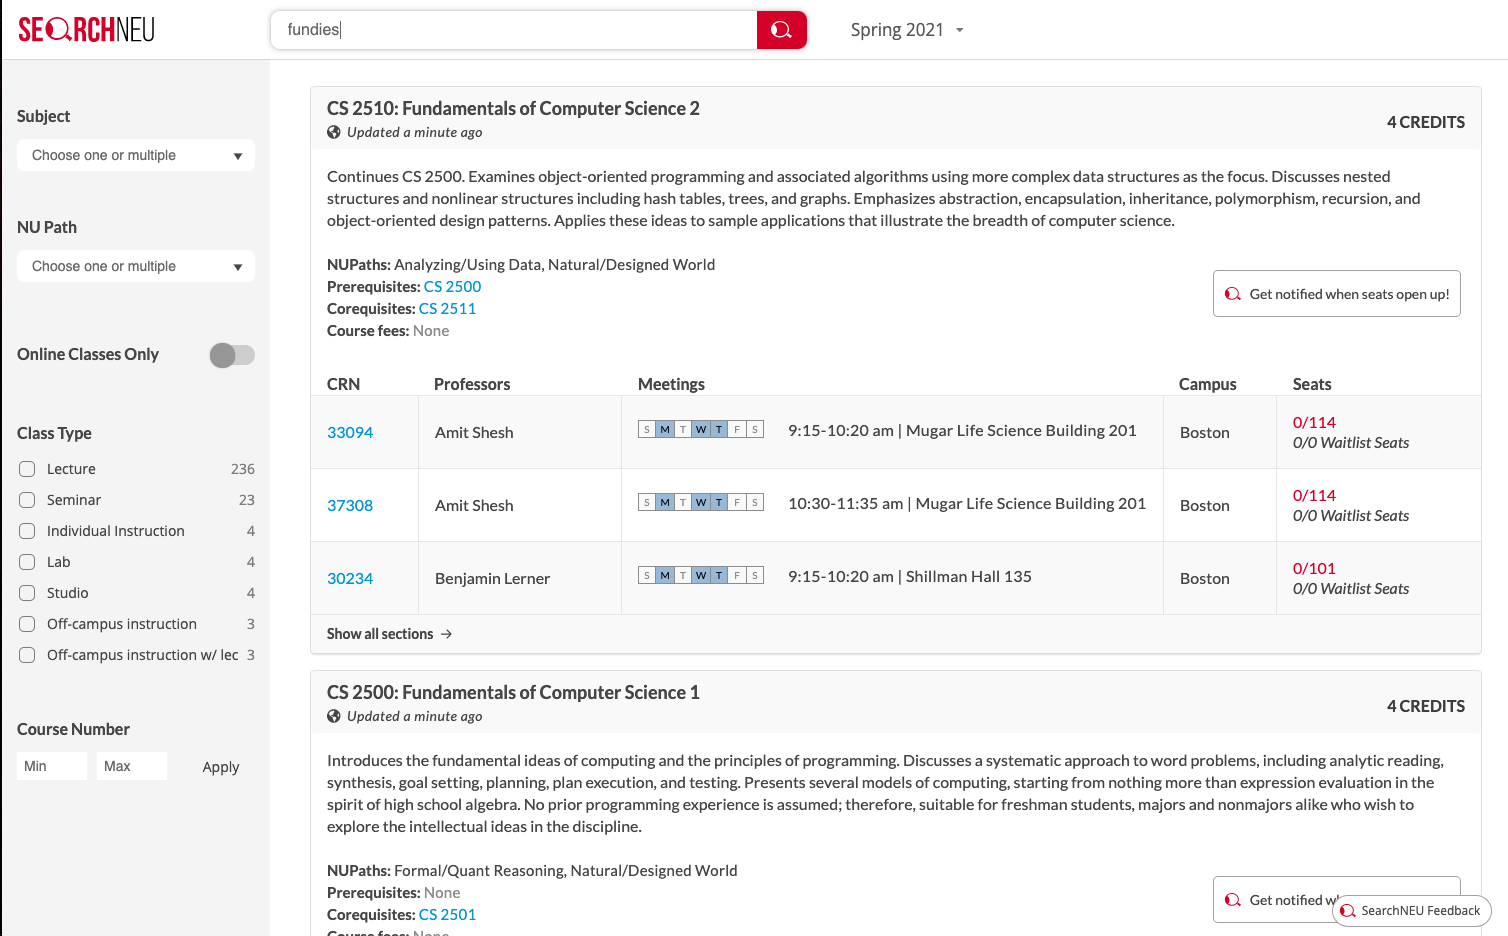 SEARCHNEU
fundies
Spring 2021
Subject
Choose one or multiple
NU Path
Choose one or multiple
Online Classes Only
Class Type
Lecture 236
Seminar 23
Individual Instruction 4
Lab 4
Studio 4
Off-campus instruction 3
Off-campus instruction w/ lec 3
Course Number
Min Max Apply
CS 2510: Fundamentals of Computer Science 2
Updated a minute ago
4 CREDITS
Continues CS 2500. Examines object-oriented programming and associated algorithms using more complex data structures as the focus. Discusses nested
structures and nonlinear structures including hash tables, trees, and graphs. Emphasizes abstraction, encapsulation, inheritance, polymorphism, recursion, and
object-oriented design patterns. Applies these ideas to sample applications that illustrate the breadth of computer science.
NUPaths: Analyzing/Using Data, Natural/Designed World
Prerequisites: CS 2500
Corequisites: CS 2511
Course fees: None
Get notified when seats open up!
CRN Professors Meetings Campus Seats
33094 Amit Shesh S M T W T F S 9:15-10:20 am | Mugar Life Science Building 201 Boston 0/114
0/0 Waitlist Seats
37308 Amit Shesh S M T W T F S 10:30-11:35 am | Mugar Life Science Building 201 Boston 0/114
0/0 Waitlist Seats
30234 Benjamin Lerner S M T W T F S 9:15-10:20 am | Shillman Hall 135 Boston 0/101
0/0 Waitlist Seats
Show all sections →
CS 2500: Fundamentals of Computer Science 1
Updated a minute ago
4 CREDITS
Introduces the fundamental ideas of computing and the principles of programming. Discusses a systematic approach to word problems, including analytic reading,
synthesis, goal setting, planning, plan execution, and testing. Presents several models of computing, starting from nothing more than expression evaluation in the
spirit of high school algebra. No prior programming experience is assumed; therefore, suitable for freshman students, majors and nonmajors alike who wish to
explore the intellectual ideas in the discipline.
NUPaths: Formal/Quant Reasoning, Natural/Designed World
Prerequisites: None
Corequisites: CS 2501
Course fees: None
Get notified
SearchNEU Feedback